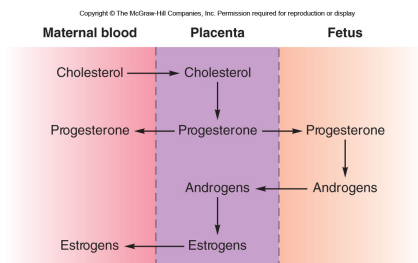 Copyright © The McGraw-Hill Companies, Inc. Permission required for reproduction or display
Maternal blood Placenta Fetus
Cholesterol Cholesterol
Progesterone Progesterone Progesterone
Androgens Androgens
Estrogens Estrogens